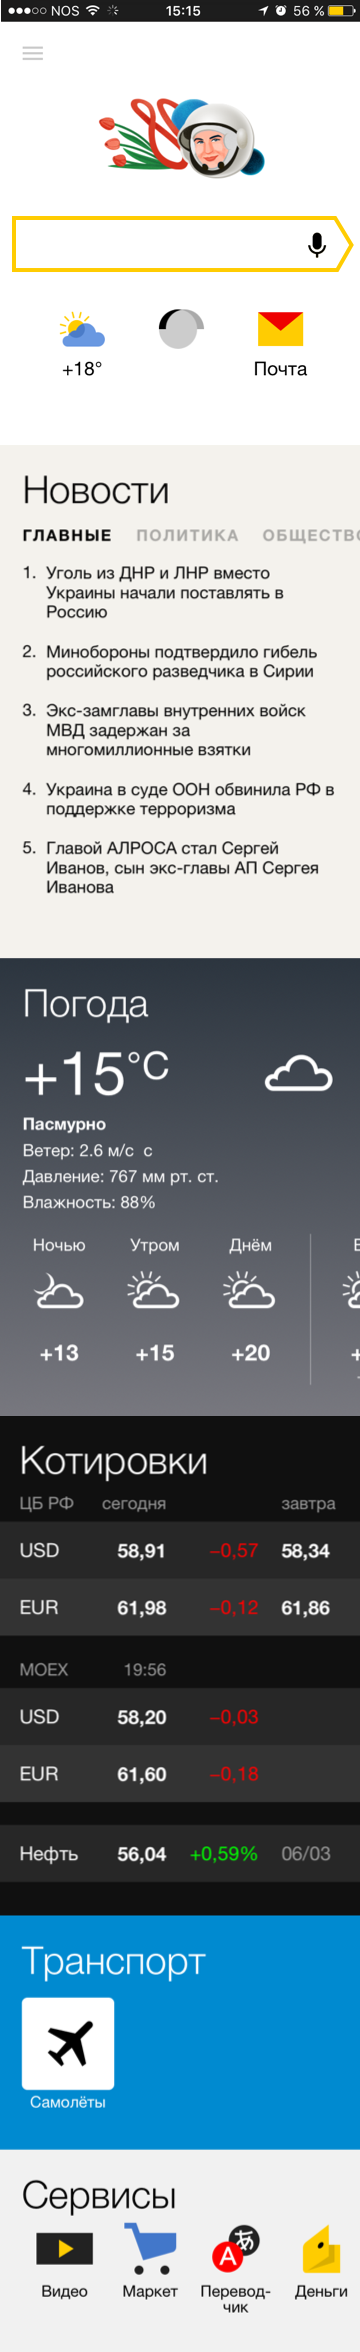 NOS 15:15 56 %
+18° Почта
Новости
ГЛАВНЫЕ ПОЛИТИКА ОБЩЕСТВО
1. Уголь из ДНР и ЛНР вместо
Украины начали поставлять в
Россию
2. Минобороны подтвердило гибель
российского разведчика в Сирии
3. Экс-замглавы внутренних войск
МВД задержан за
многомиллионные взятки
4. Украина в суде ООН обвинила РФ в
поддержке терроризма
5. Главой АЛРОСА стал Сергей
Иванов, сын экс-главы АП Сергея
Иванова
Погода
+15°C
Пасмурно
Ветер: 2.6 м/с с
Давление: 767 мм рт. ст.
Влажность: 88%
Ночью Утром Днём
+13 +15 +20
Котировки
ЦБ РФ сегодня завтра
USD 58,91 −0,57 58,34
EUR 61,98 −0,12 61,86
MOEX 19:56
USD 58,20 −0,03
EUR 61,60 −0,18
Нефть 56,04 +0,59% 06/03
Транспорт
Самолёты
Сервисы
A あ
Видео Маркет Перевод- Деньги
чик